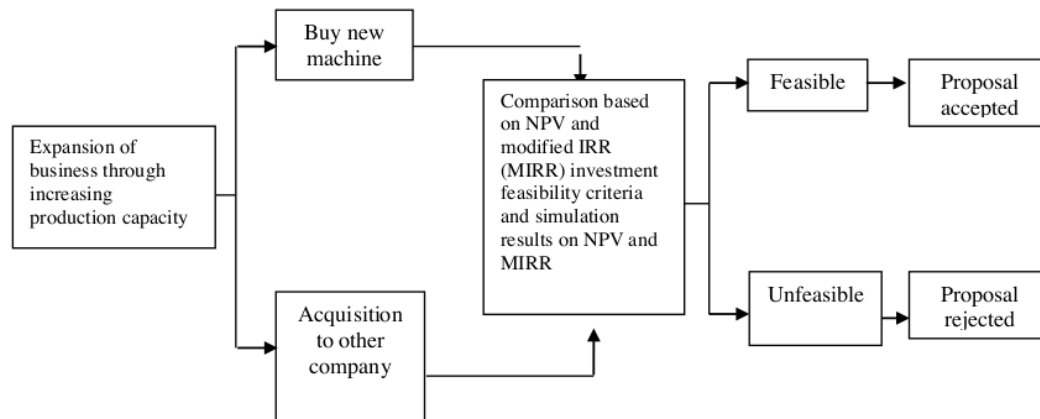 Expansion of
business through
increasing
production capacity
Buy new
machine
Acquisition
to other
company
Comparison based
on NPV and
modified IRR
(MIRR) investment
feasibility criteria
and simulation
results on NPV and
MIRR
Feasible
Proposal
accepted
Unfeasible
Proposal
rejected